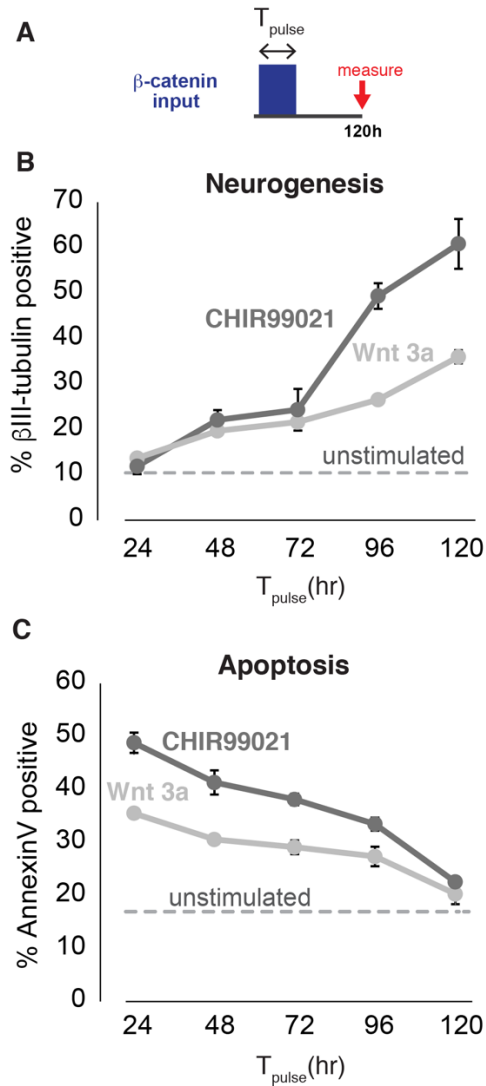 A
T pulse
β-catenin
input
measure
120h
B
Neurogenesis
% βIII-tubulin positive
70
60
50
40
30
20
10
0
CHIR99021
Wnt 3a
unstimulated
24 48 72 96 120
T pulse (hr)
C
Apoptosis
% AnnexinV positive
60
50
40
30
20
10
0
CHIR99021
Wnt 3a
unstimulated
24 48 72 96 120
T pulse (hr)